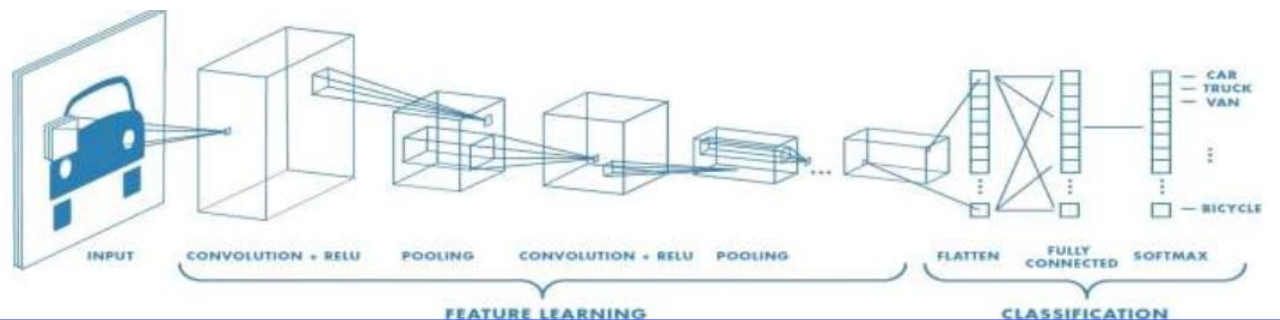 CAR
TRUCK
VAN
BICYCLE
INPUT
CONVOLUTION + RELU
POOLING
CONVOLUTION + RELU
POOLING
FLATTEN
FULLY
CONNECTED
SOFTMAX
FEATURE LEARNING
CLASSIFICATION